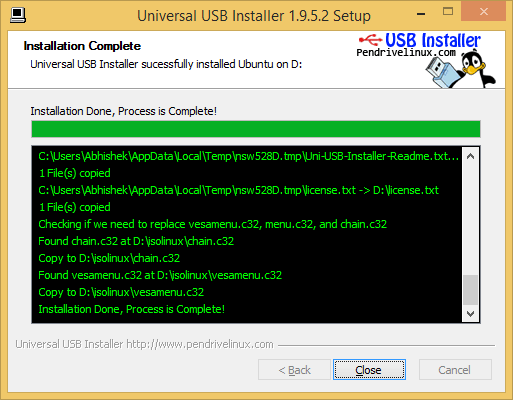 Universal USB Installer 1.9.5.2 Setup
Installation Complete
Universal USB Installer sucessfully installed Ubuntu on D:
USB Installer
Pendrivelinux.com
Installation Done, Process is Complete!
C:\Users\Abhishek\AppData\Local\Temp\nsw528D.tmp\Uni-USB-Installer-Readme.txt...
1 File(s) copied
C:\Users\Abhishek\AppData\Local\Temp\nsw528D.tmp\license.txt -> D:\license.txt
1 File(s) copied
Checking if we need to replace vesamenu.c32, menu.c32, and chain.c32
Found chain.c32 at D:\isolinux\chain.c32
Copy to D:\isolinux\chain.c32
Found vesamenu.c32 at D:\isolinux\vesamenu.c32
Copy to D:\isolinux\vesamenu.c32
Installation Done, Process is Complete!
Universal USB Installer http://www.pendrivelinux.com
< Back Close Cancel